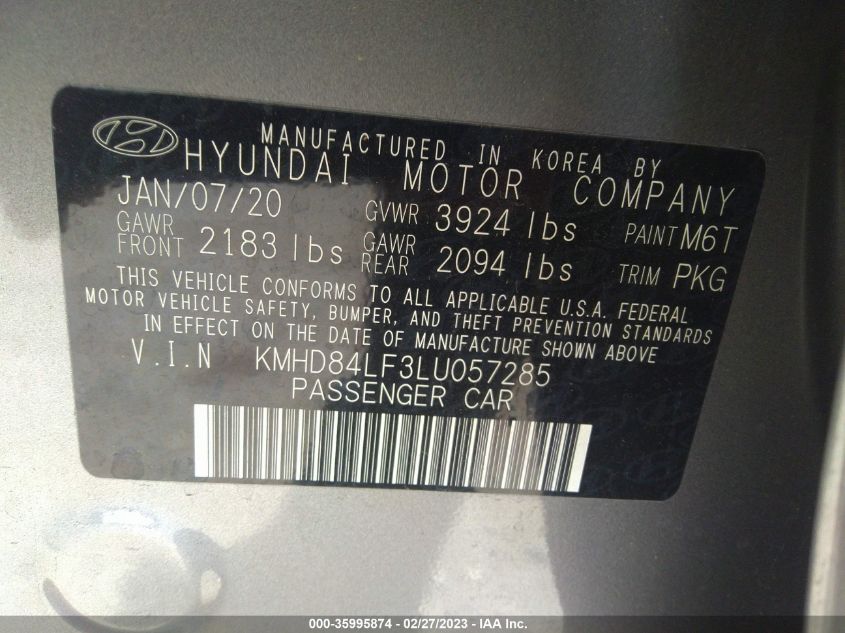 MANUFACTURED IN KOREA BY
HYUNDAI MOTOR COMPANY
JAN/07/20 GVWR 3924 lbs PAINT M6T
GAWR FRONT 2183 lbs GAWR REAR 2094 lbs TRIM PKG
THIS VEHICLE CONFORMS TO ALL APPLICABLE U.S.A. FEDERAL
MOTOR VEHICLE SAFETY, BUMPER, AND THEFT PREVENTION STANDARDS
IN EFFECT ON THE DATE OF MANUFACTURE SHOWN ABOVE
V.I.N KMHD84LF3LU057285
PASSENGER CAR
000-35995874 - 02/27/2023 - IAA Inc.